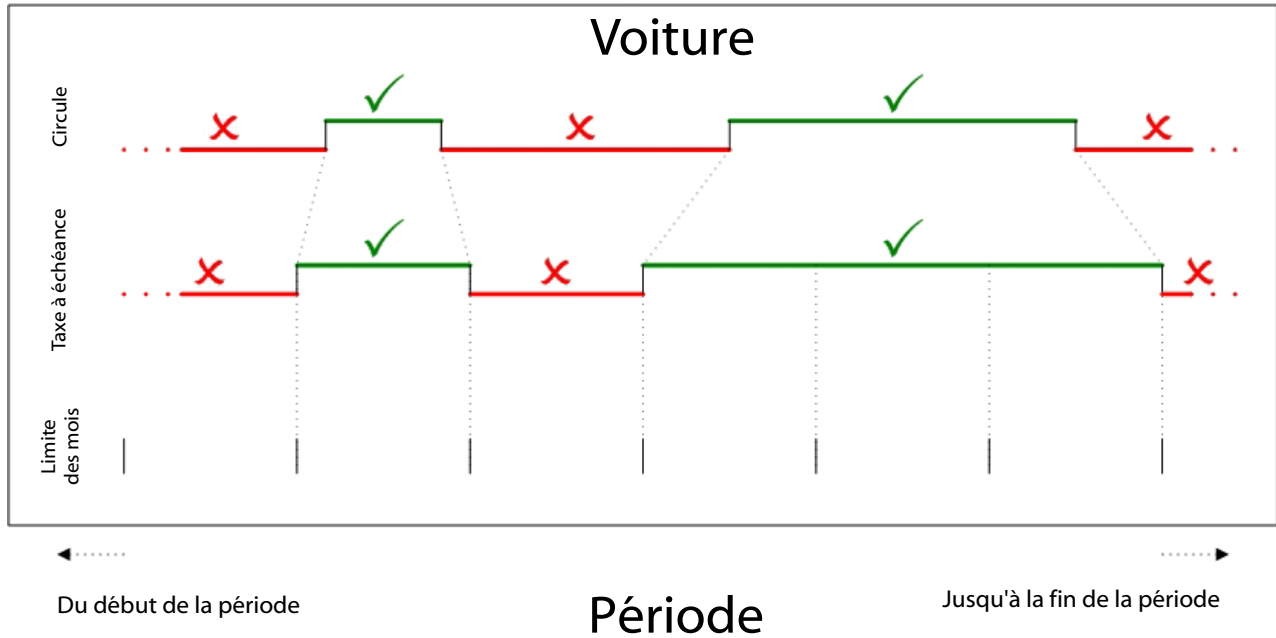 Voiture
Circule
Taxe à échéance
Limite
des mois
Du début de la période
Jusqu'à la fin de la période
Période